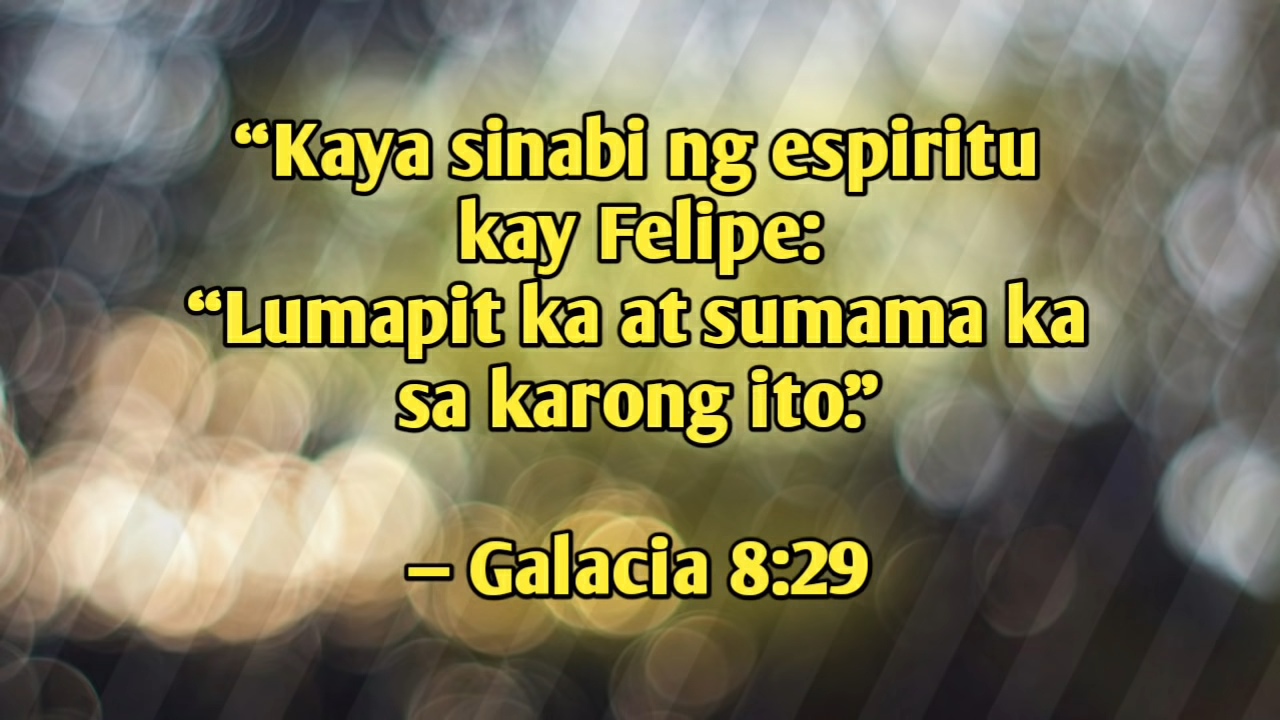 “Kaya sinabi ng espiritu
kay Felipe:
“Lumapit ka at sumama ka
sa karong ito.”
– Galacia 8:29